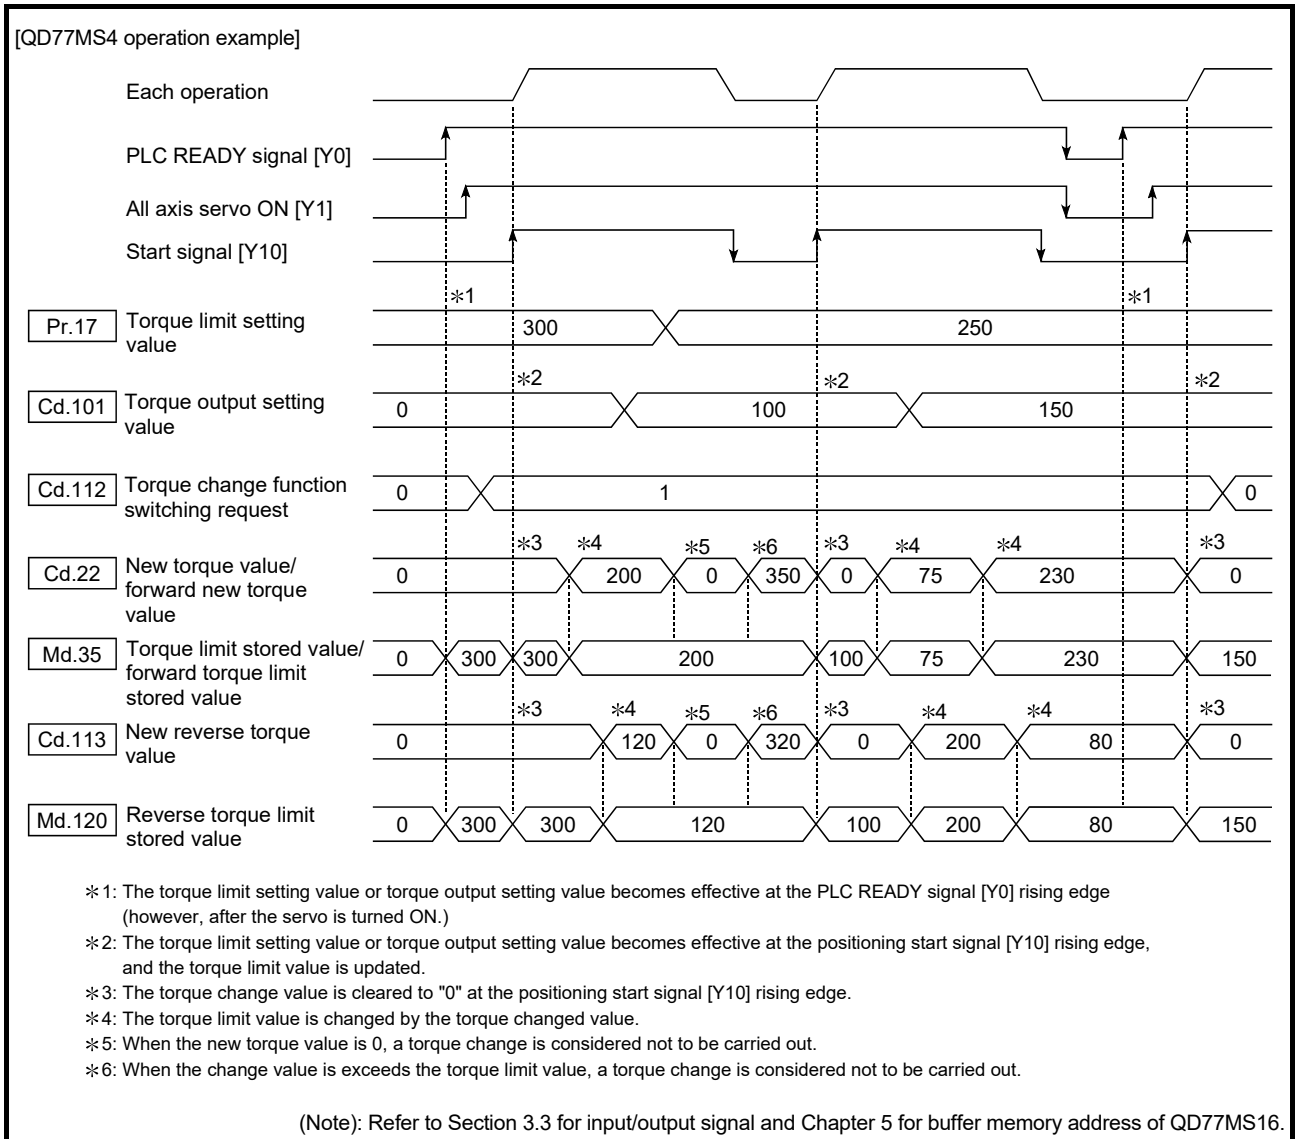 [QD77MS4 operation example]
Each operation
PLC READY signal [Y0]
All axis servo ON [Y1]
Start signal [Y10]
∗1 ∗1
Pr.17 Torque limit setting value 300 250
∗2 ∗2 ∗2
Cd.101 Torque output setting value 0 100 150
Cd.112 Torque change function switching request 0 1 0
∗3 ∗4 ∗5 ∗6 ∗3 ∗4 ∗4 ∗3
Cd.22 New torque value/ forward new torque value 0 200 0 350 0 75 230 0
Md.35 Torque limit stored value/ forward torque limit stored value 0 300 300 200 100 75 230 150
∗3 ∗4 ∗5 ∗6 ∗3 ∗4 ∗4 ∗3
Cd.113 New reverse torque value 0 120 0 320 0 200 80 0
Md.120 Reverse torque limit stored value 0 300 300 120 100 200 80 150
∗1: The torque limit setting value or torque output setting value becomes effective at the PLC READY signal [Y0] rising edge
(however, after the servo is turned ON.)
∗2: The torque limit setting value or torque output setting value becomes effective at the positioning start signal [Y10] rising edge,
and the torque limit value is updated.
∗3: The torque change value is cleared to "0" at the positioning start signal [Y10] rising edge.
∗4: The torque limit value is changed by the torque changed value.
∗5: When the new torque value is 0, a torque change is considered not to be carried out.
∗6: When the change value is exceeds the torque limit value, a torque change is considered not to be carried out.
(Note): Refer to Section 3.3 for input/output signal and Chapter 5 for buffer memory address of QD77MS16.